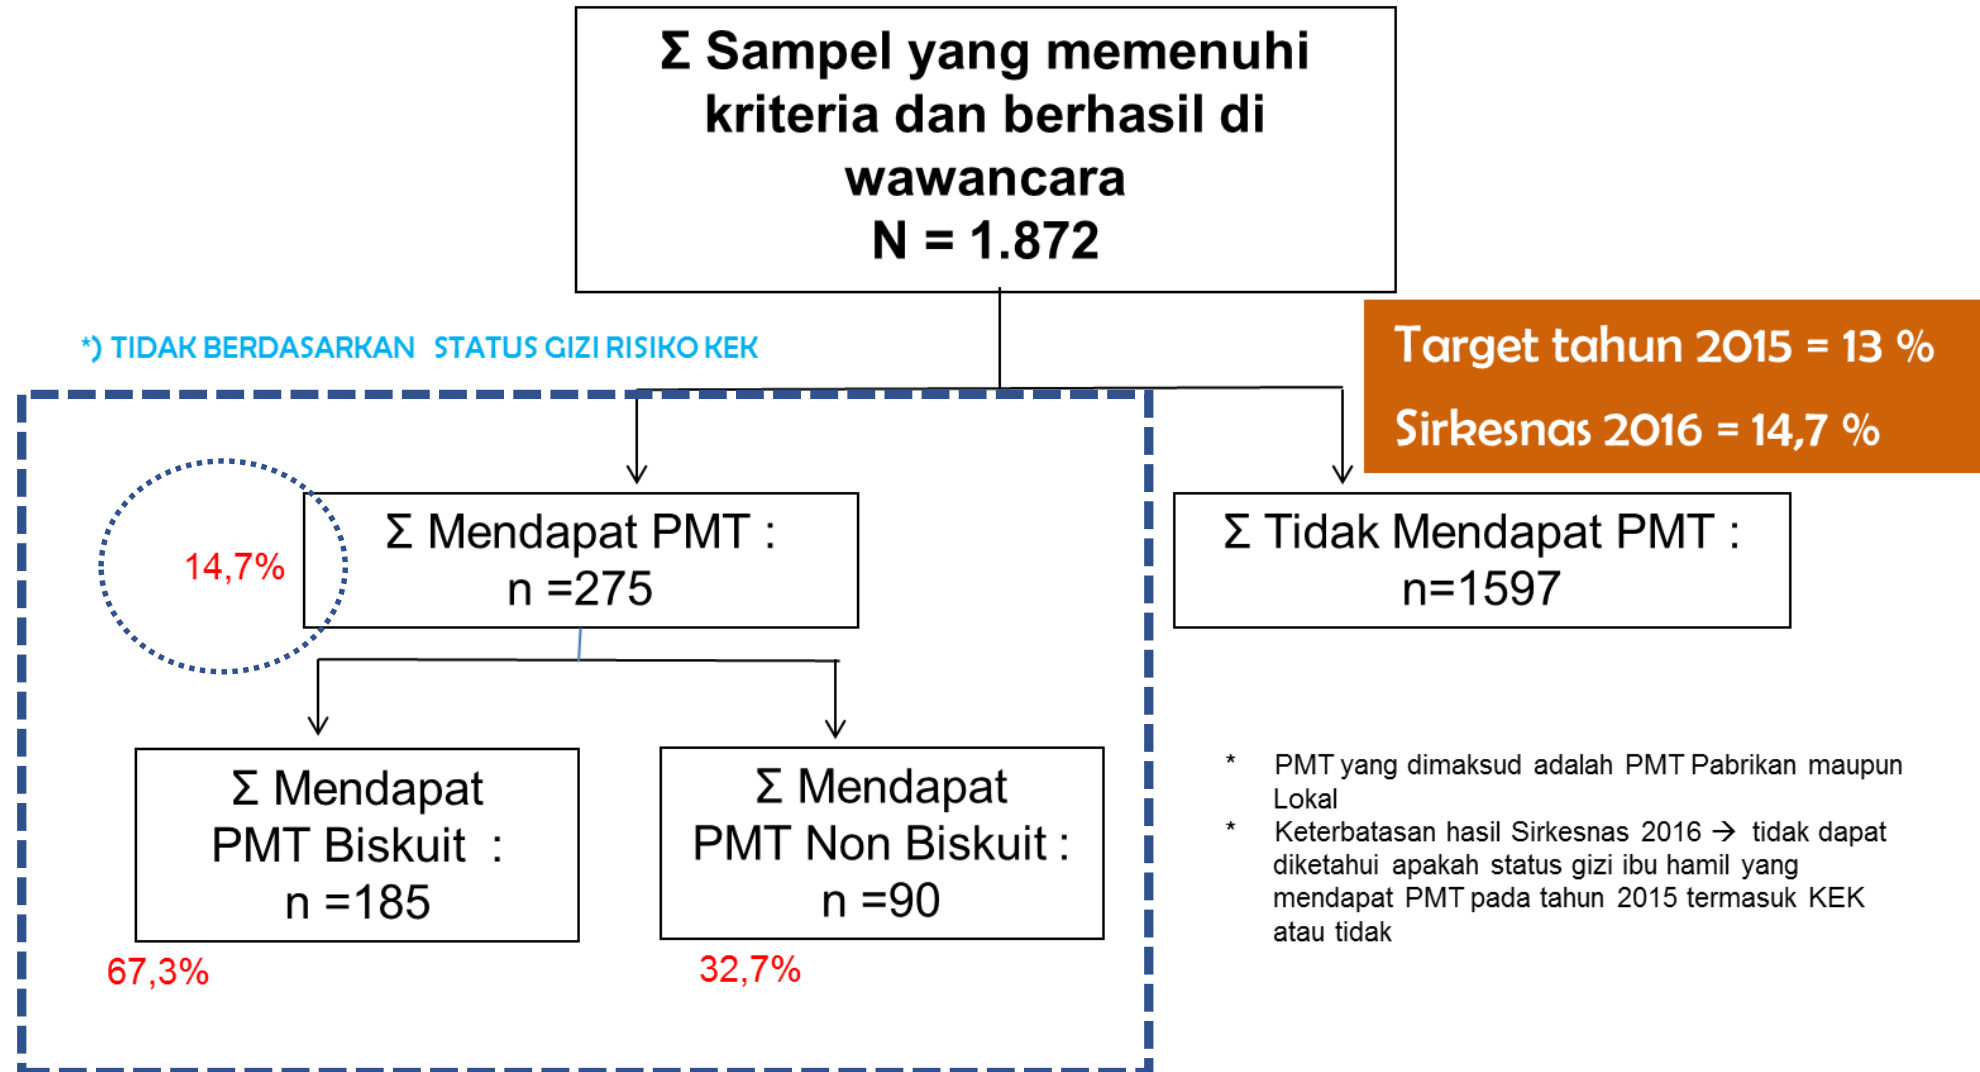 Σ Sampel yang memenuhi
kriteria dan berhasil di
wawancara
N = 1.872
*) TIDAK BERDASARKAN STATUS GIZI RISIKO KEK
Target tahun 2015 = 13 %
Sirkesnas 2016 = 14,7 %
14,7%
Σ Mendapat PMT :
n =275
Σ Tidak Mendapat PMT :
n=1597
Σ Mendapat
PMT Biskuit :
n =185
67,3%
Σ Mendapat
PMT Non Biskuit :
n =90
32,7%
* PMT yang dimaksud adalah PMT Pabrikan maupun
Lokal
* Keterbatasan hasil Sirkesnas 2016 → tidak dapat
diketahui apakah status gizi ibu hamil yang
mendapat PMT pada tahun 2015 termasuk KEK
atau tidak